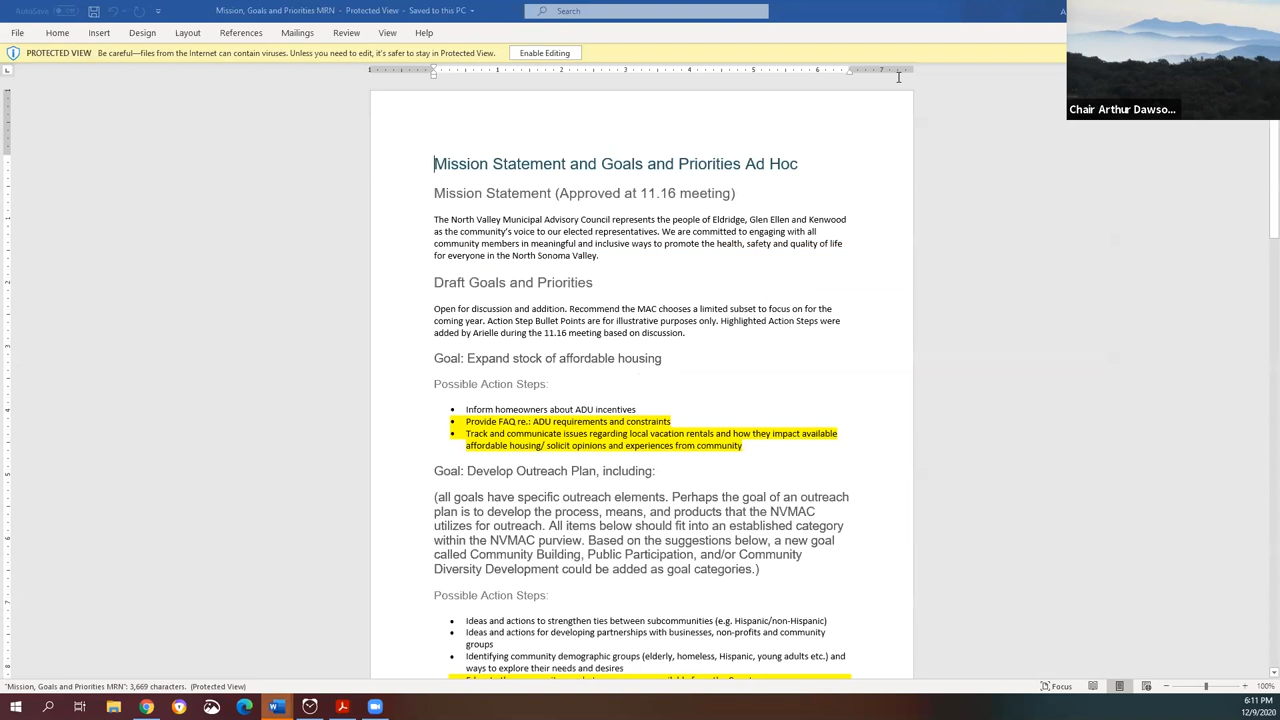 AutoSave Off
Mission, Goals and Priorities MRN - Protected View - Saved to this PC
Search
File Home Insert Draw Design Layout References Mailings Review View Help
PROTECTED VIEW Be careful—files from the Internet can contain viruses. Unless you need to edit, it's safer to stay in Protected View. Enable Editing
Chair Arthur Dawso...
1 1 2 3 4 5 6 7
Mission Statement and Goals and Priorities Ad Hoc
Mission Statement (Approved at 11.16 meeting)
The North Valley Municipal Advisory Council represents the people of Eldridge, Glen Ellen and Kenwood
as the community's voice to our elected representatives. We are committed to engaging with all
community members in meaningful and inclusive ways to promote the health, safety and quality of life
for everyone in the North Sonoma Valley.
Draft Goals and Priorities
Open for discussion and addition. Recommend the MAC chooses a limited subset to focus on for the
coming year. Action Step Bullet Points are for illustrative purposes only. Highlighted Action Steps were
added by Arielle during the 11.16 meeting based on discussion.
Goal: Expand stock of affordable housing
Possible Action Steps:
• Inform homeowners about ADU incentives
• Provide FAQ re.: ADU requirements and constraints
• Track and communicate issues regarding local vacation rentals and how they impact available
affordable housing/ solicit opinions and experiences from community
Goal: Develop Outreach Plan, including:
(all goals have specific outreach elements. Perhaps the goal of an outreach
plan is to develop the process, means, and products that the NVMAC
utilizes for outreach. All items below should fit into an established category
within the NVMAC purview. Based on the suggestions below, a new goal
called Community Building, Public Participation, and/or Community
Diversity Development could be added as goal categories.)
Possible Action Steps:
• Ideas and actions to strengthen ties between subcommunities (e.g. Hispanic/non-Hispanic)
• Ideas and actions for developing partnerships with businesses, non-profits and community
groups
• Identifying community demographic groups (elderly, homeless, Hispanic, young adults etc.) and
ways to explore their needs and desires
"Mission, Goals and Priorities MRN": 3,669 characters. (Protected View)
Focus
100%
6:11 PM
12/9/2020